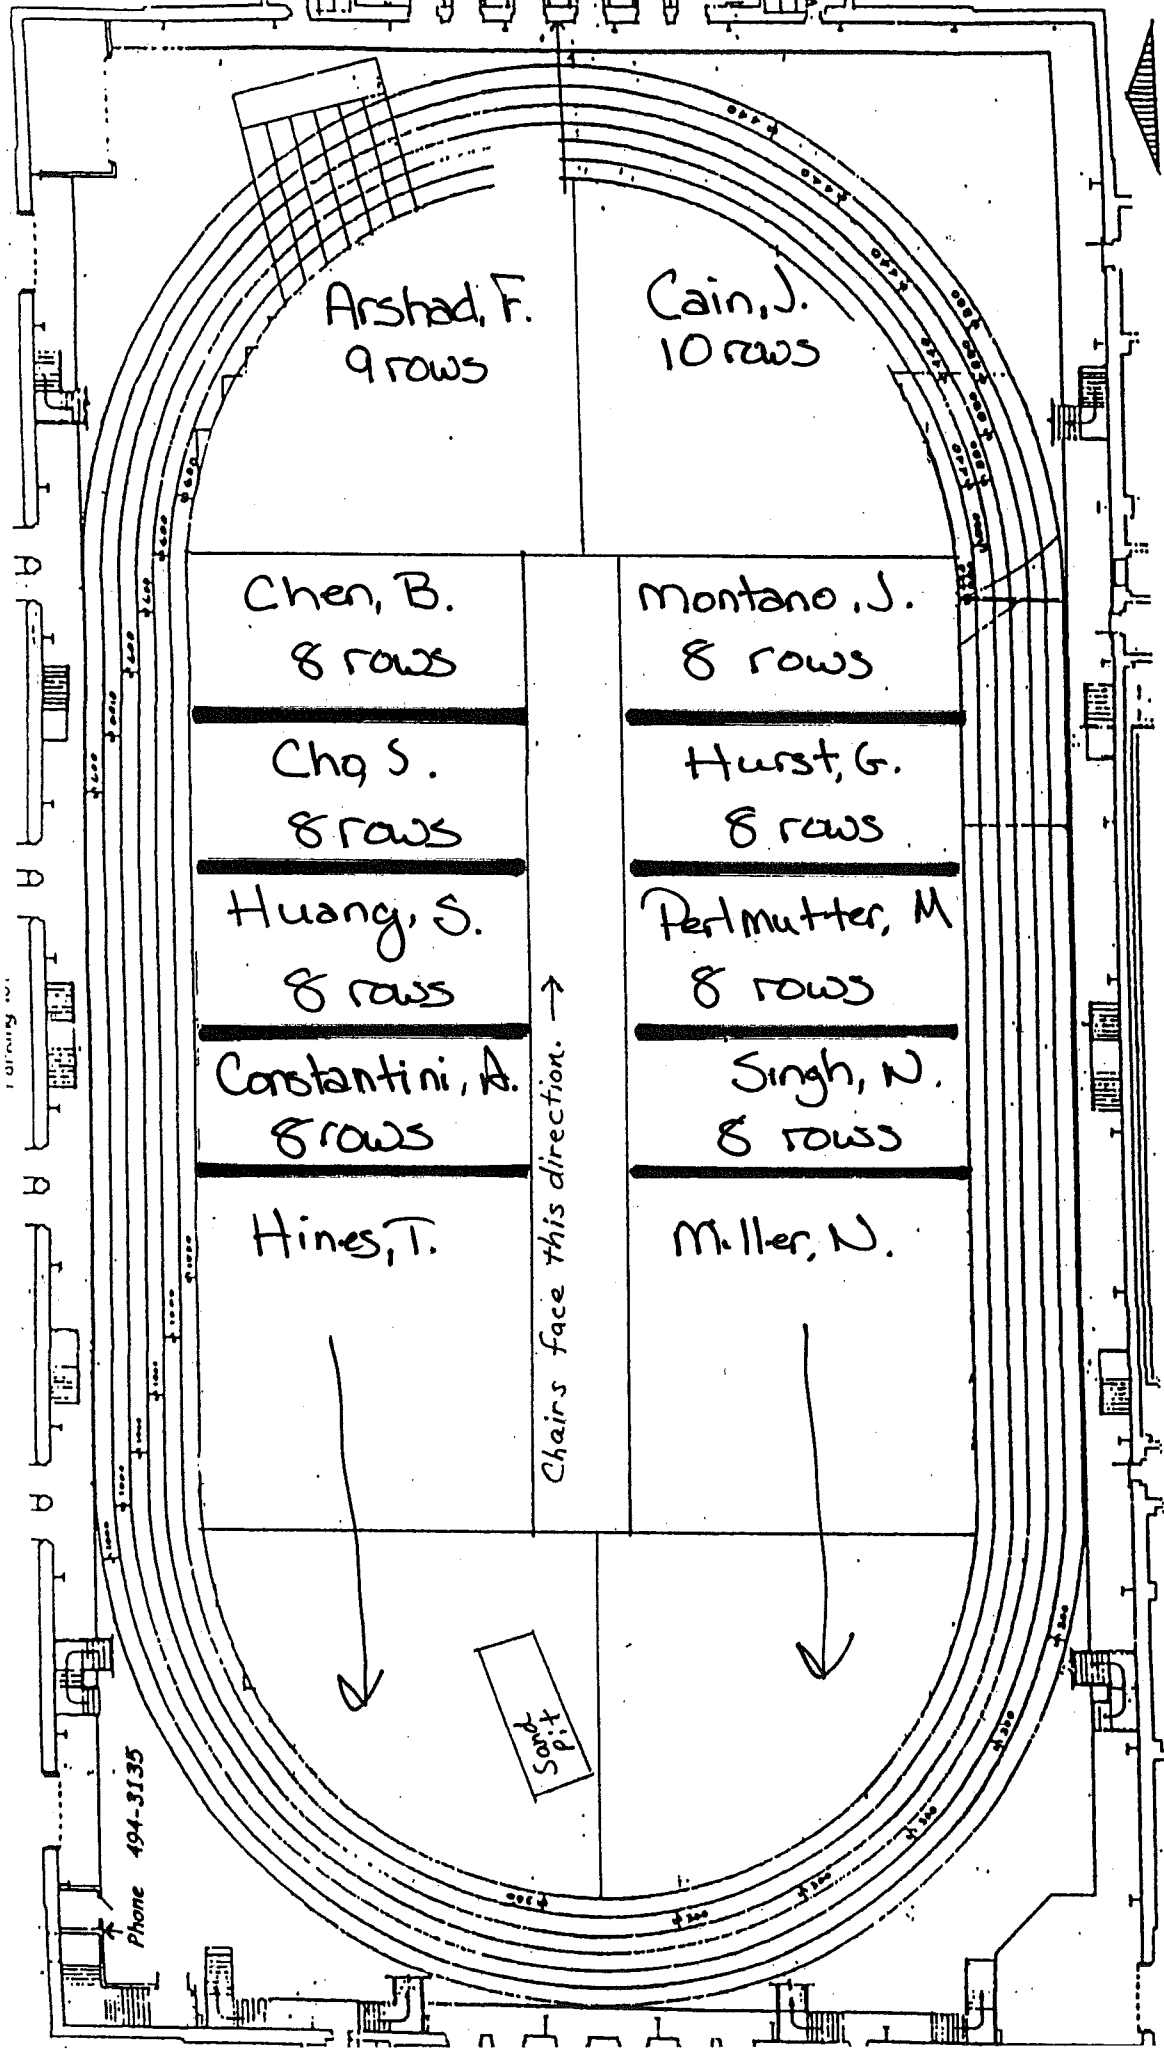 Arshad, F.
9 rows
Cain, J.
10 rows
Chen, B.
8 rows
Montano, J.
8 rows
Cho, S.
8 rows
Hurst, G.
8 rows
Huang, S.
8 rows
Perlmutter, M
8 rows
Constantini, A.
8 rows
Singh, N.
8 rows
Hines, T.
Miller, N.
Chairs face this direction. →
Sand
pit
Phone 494-3135